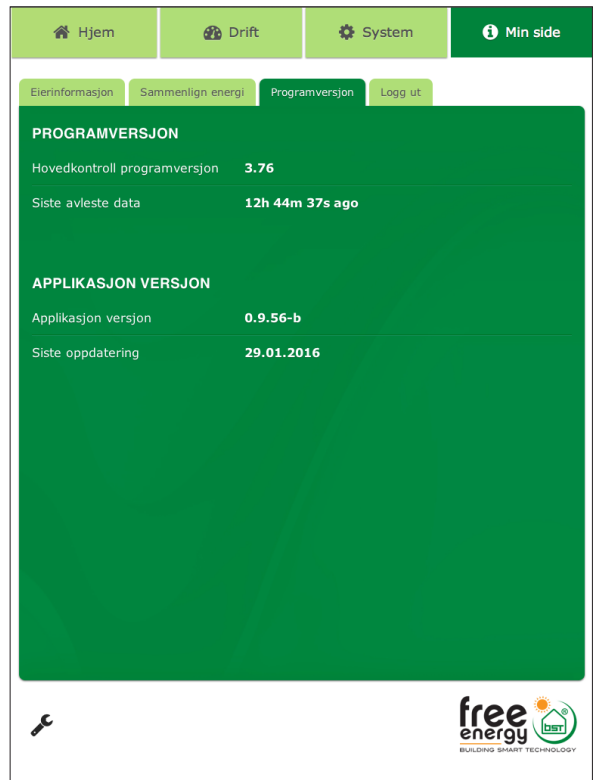 Hjem Drift System Min side
Eierinformasjon Sammenlign energi Programversjon Logg ut
PROGRAMVERSJON
Hovedkontroll programversjon 3.76
Siste avleste data 12h 44m 37s ago
APPLIKASJON VERSJON
Applikasjon versjon 0.9.56-b
Siste oppdatering 29.01.2016
free
energy
bst
®
BUILDING SMART TECHNOLOGY